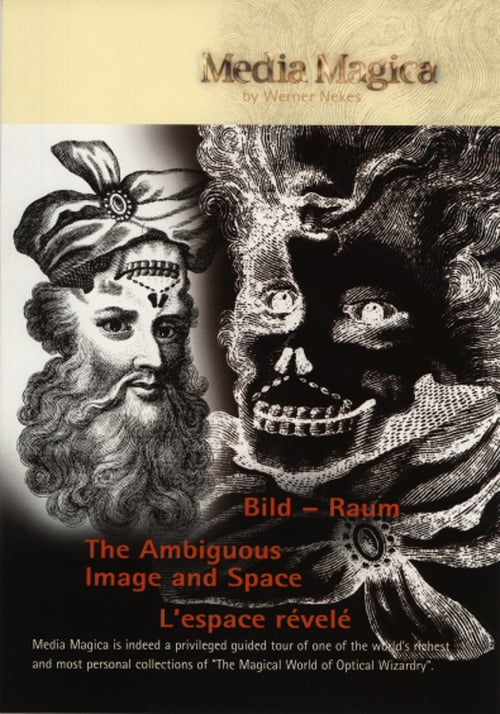 Media Magica
by Werner Nekes
Bild – Raum
The Ambiguous
Image and Space
L'espace révelé
Media Magica is indeed a privileged guided tour of one of the world's richest
and most personal collections of "The Magical World of Optical Wizardry".